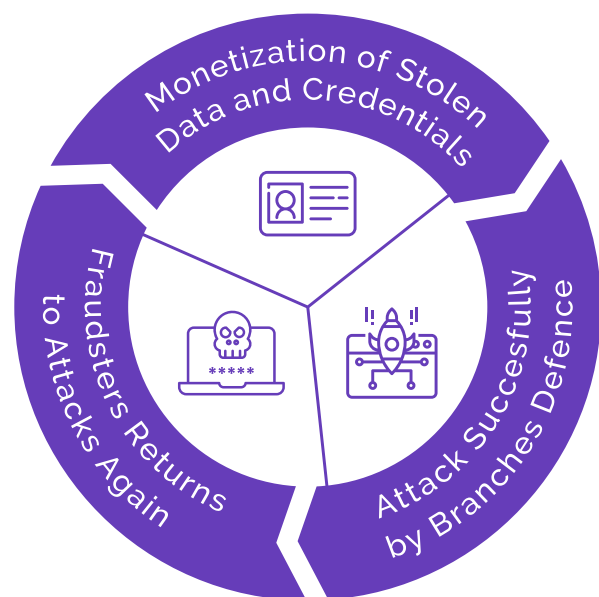 Monetization of Stolen
Data and Credentials
Attack Succesfully
by Branches Defence
Fraudsters Returns
to Attacks Again
*****